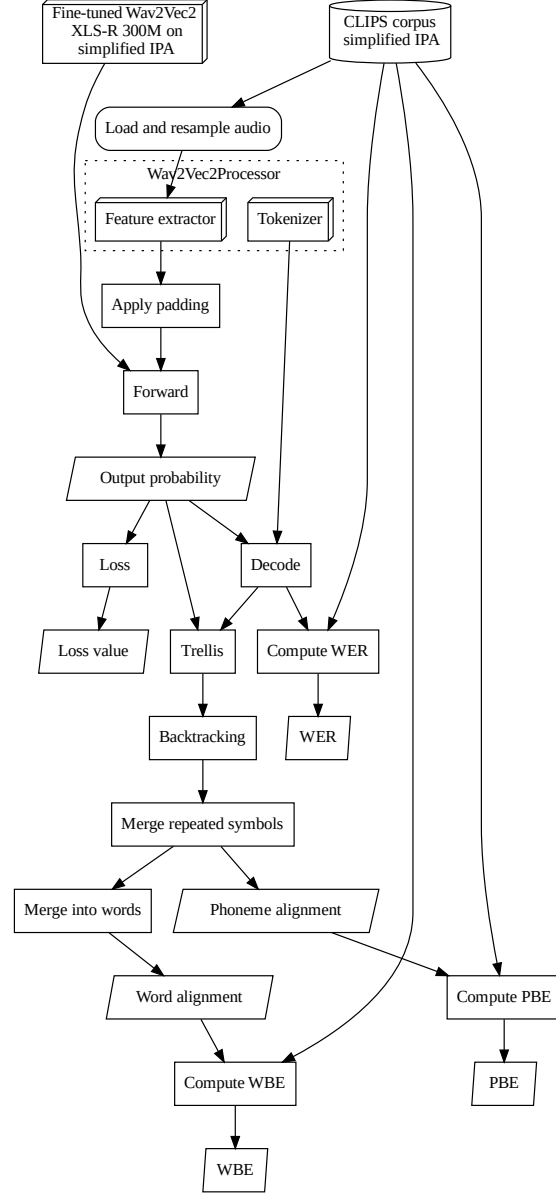 Fine-tuned Wav2Vec2
XLS-R 300M on
simplified IPA
CLIPS corpus
simplified IPA
Load and resample audio
Wav2Vec2Processor
Feature extractor
Tokenizer
Apply padding
Forward
Output probability
Loss
Decode
Loss value
Trellis
Compute WER
Backtracking
WER
Merge repeated symbols
Merge into words
Phoneme alignment
Word alignment
Compute PBE
Compute WBE
PBE
WBE